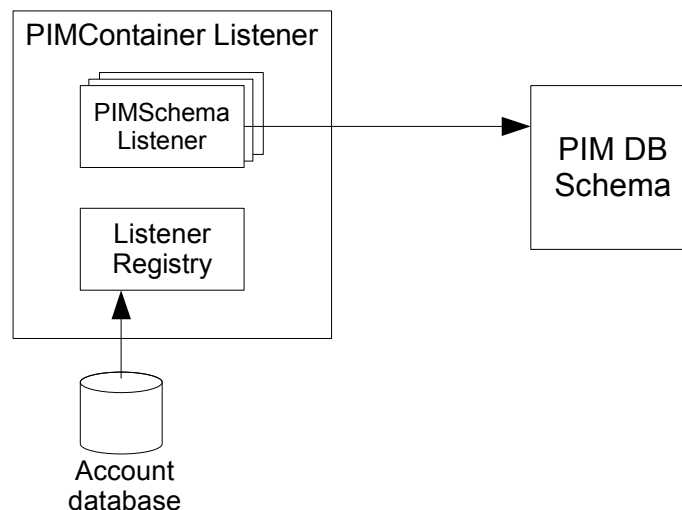 PIMContainer Listener
PIMSchema
Listener
PIM DB
Schema
Listener
Registry
Account
database